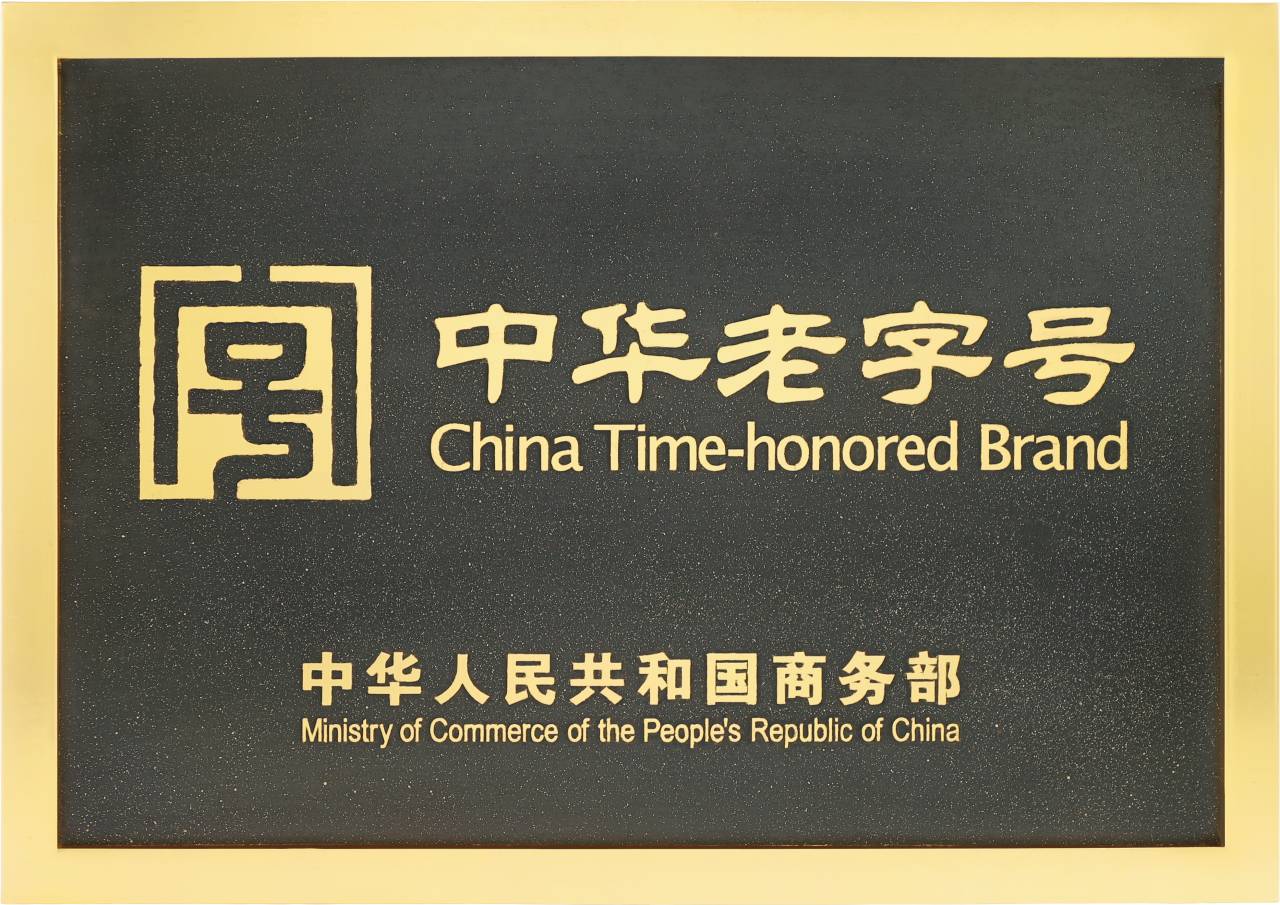 中华老字号
China Time-honored Brand
中华人民共和国商务部
Ministry of Commerce of the People's Republic of China